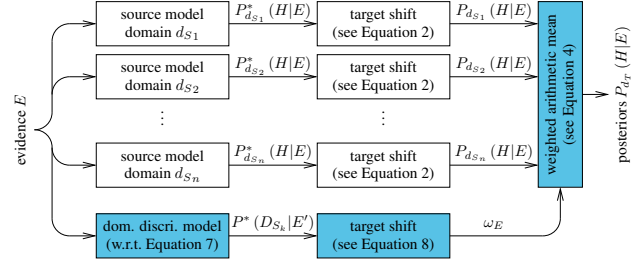 evidence E
source model
domain d_{S1}
P^*_{d_{S1}} (H|E)
target shift
(see Equation 2)
P_{d_{S1}} (H|E)
source model
domain d_{S2}
P^*_{d_{S2}} (H|E)
target shift
(see Equation 2)
P_{d_{S2}} (H|E)
⋮
⋮
source model
domain d_{Sn}
P^*_{d_{Sn}} (H|E)
target shift
(see Equation 2)
P_{d_{Sn}} (H|E)
dom. discri. model
(w.r.t. Equation 7)
P^* (D_{S_k}|E′)
target shift
(see Equation 8)
ω_E
weighted arithmetic mean
(see Equation 4)
posteriors P_{d_T} (H|E)